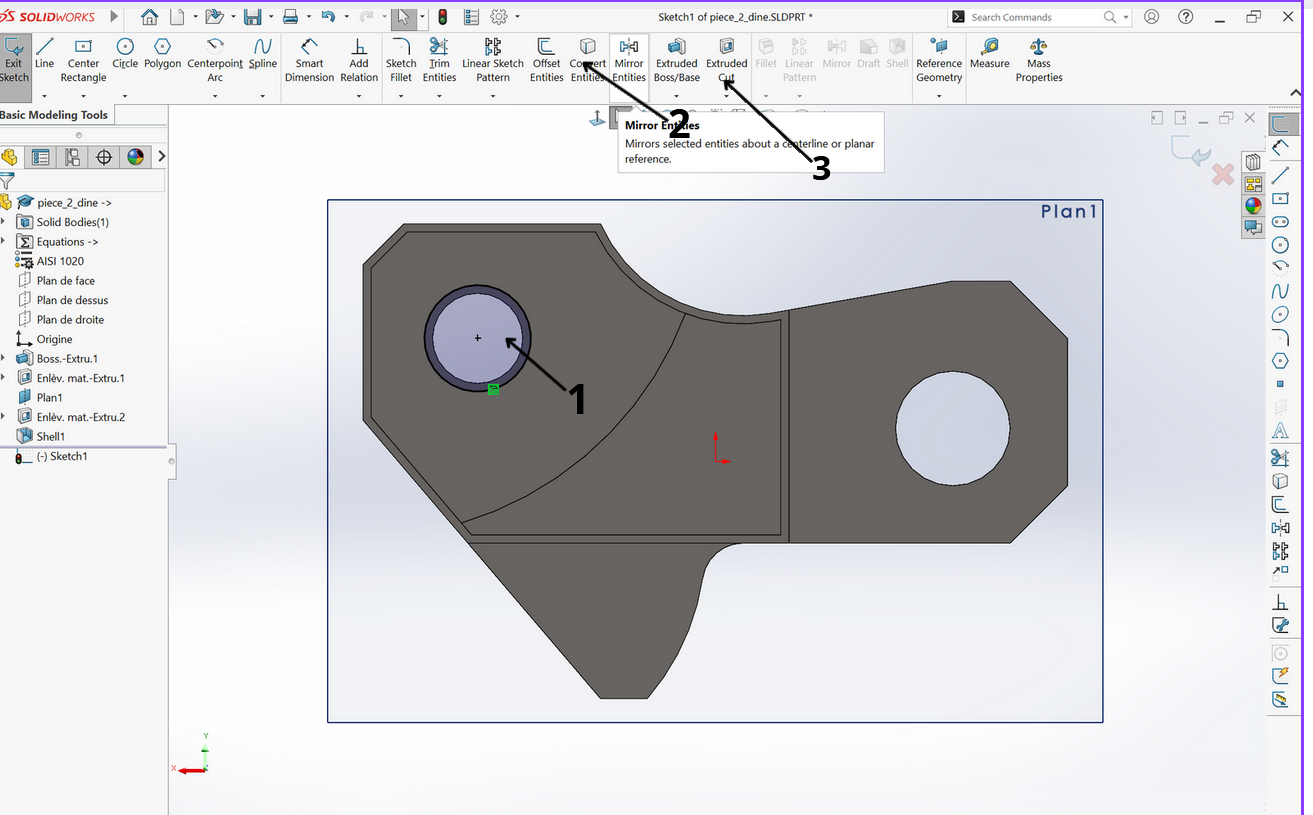 SOLIDWORKS
Sketch1 of piece_2_dine.SLDPRT *
Search Commands
Exit Sketch
Line
Center Rectangle
Circle
Polygon
Centerpoint Arc
Spline
Smart Dimension
Add Relation
Sketch Fillet
Trim Entities
Linear Sketch Pattern
Offset Entities
Convert Entities
Mirror Entities
Extruded Boss/Base
Extruded Cut
Fillet
Linear Pattern
Mirror
Draft
Shell
Reference Geometry
Measure
Mass Properties
Basic Modeling Tools
2
3
Mirror Entities
Mirrors selected entities about a centerline or planar
reference.
piece_2_dine ->
Solid Bodies(1)
Equations ->
AISI 1020
Plan de face
Plan de dessus
Plan de droite
Origine
Boss.-Extru.1
Enlèv. mat.-Extru.1
Plan1
Enlèv. mat.-Extru.2
Shell1
(-) Sketch1
Plan1
1
Y
X